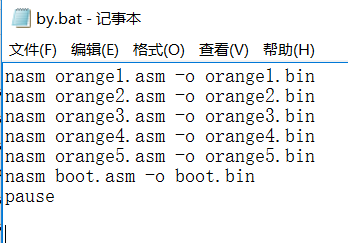 by.bat - 记事本
文件(F) 编辑(E) 格式(O) 查看(V) 帮助(H)
nasm orange1.asm -o orange1.bin
nasm orange2.asm -o orange2.bin
nasm orange3.asm -o orange3.bin
nasm orange4.asm -o orange4.bin
nasm orange5.asm -o orange5.bin
nasm boot.asm -o boot.bin
pause